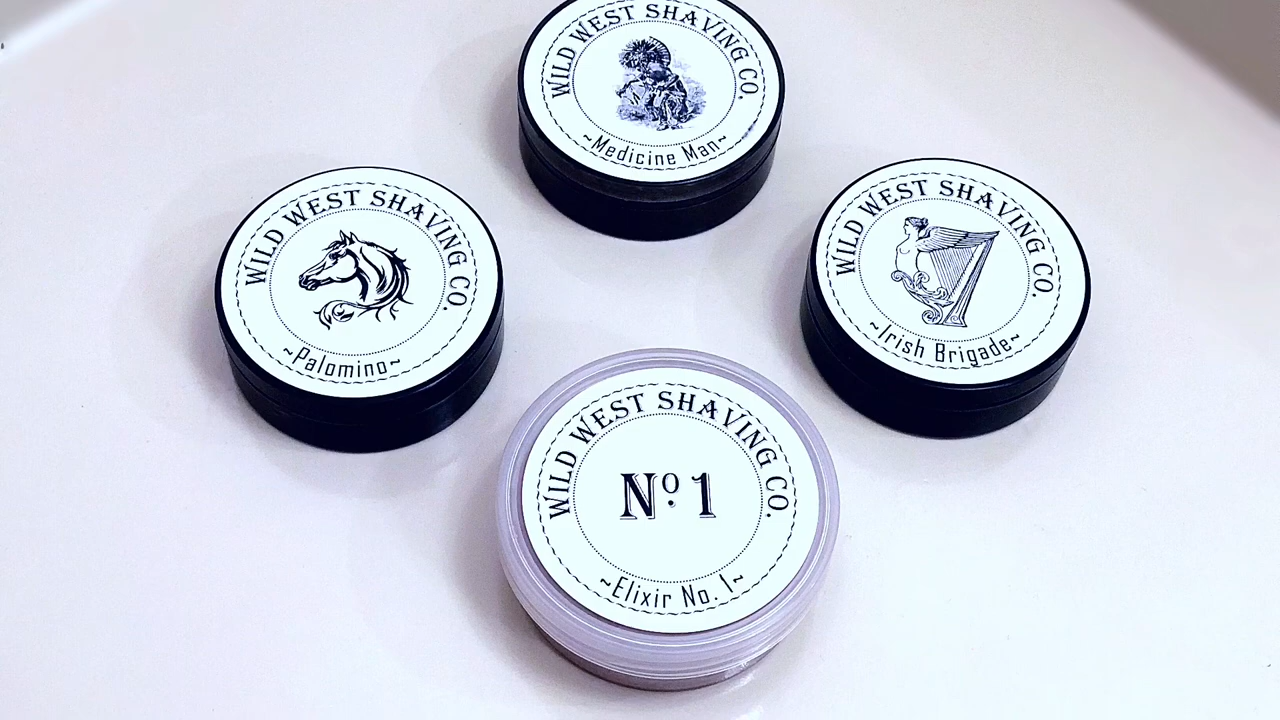 WILD WEST SHAVING CO.
~Medicine Man~
WILD WEST SHAVING CO.
~Palomino~
WILD WEST SHAVING CO.
~Irish Brigade~
WILD WEST SHAVING CO.
Nº 1
~Elixir No. 1~